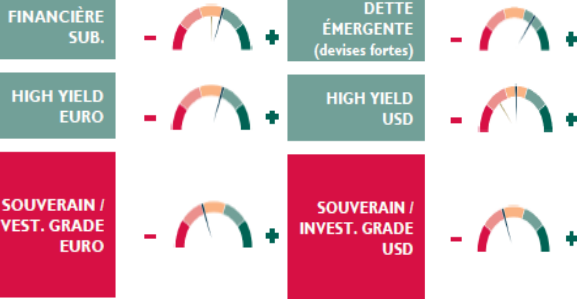 FINANCIÈRE
SUB.
- +
DETTE
ÉMERGENTE
(devises fortes)
- +
HIGH YIELD
EURO
- +
HIGH YIELD
USD
- +
SOUVERAIN /
VEST. GRADE
EURO
- +
SOUVERAIN /
INVEST. GRADE
USD
- +